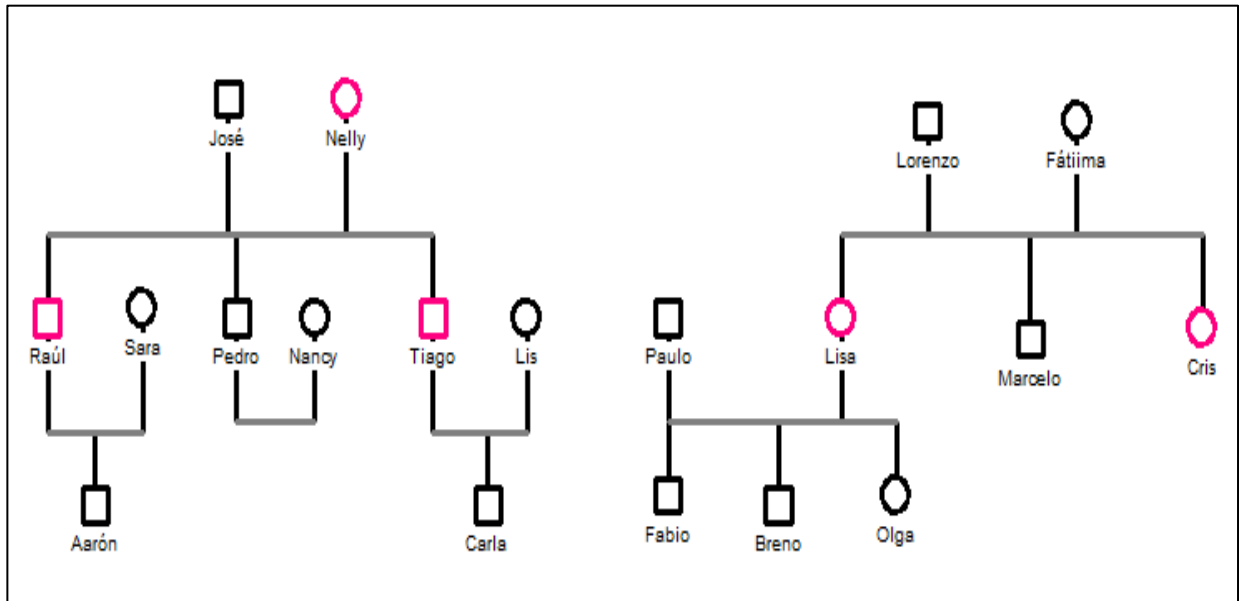 José
Nelly
Lorenzo
Fátiima
Raúl
Sara
Pedro
Nancy
Tiago
Lis
Paulo
Lisa
Marcelo
Cris
Aarón
Carla
Fabio
Breno
Olga